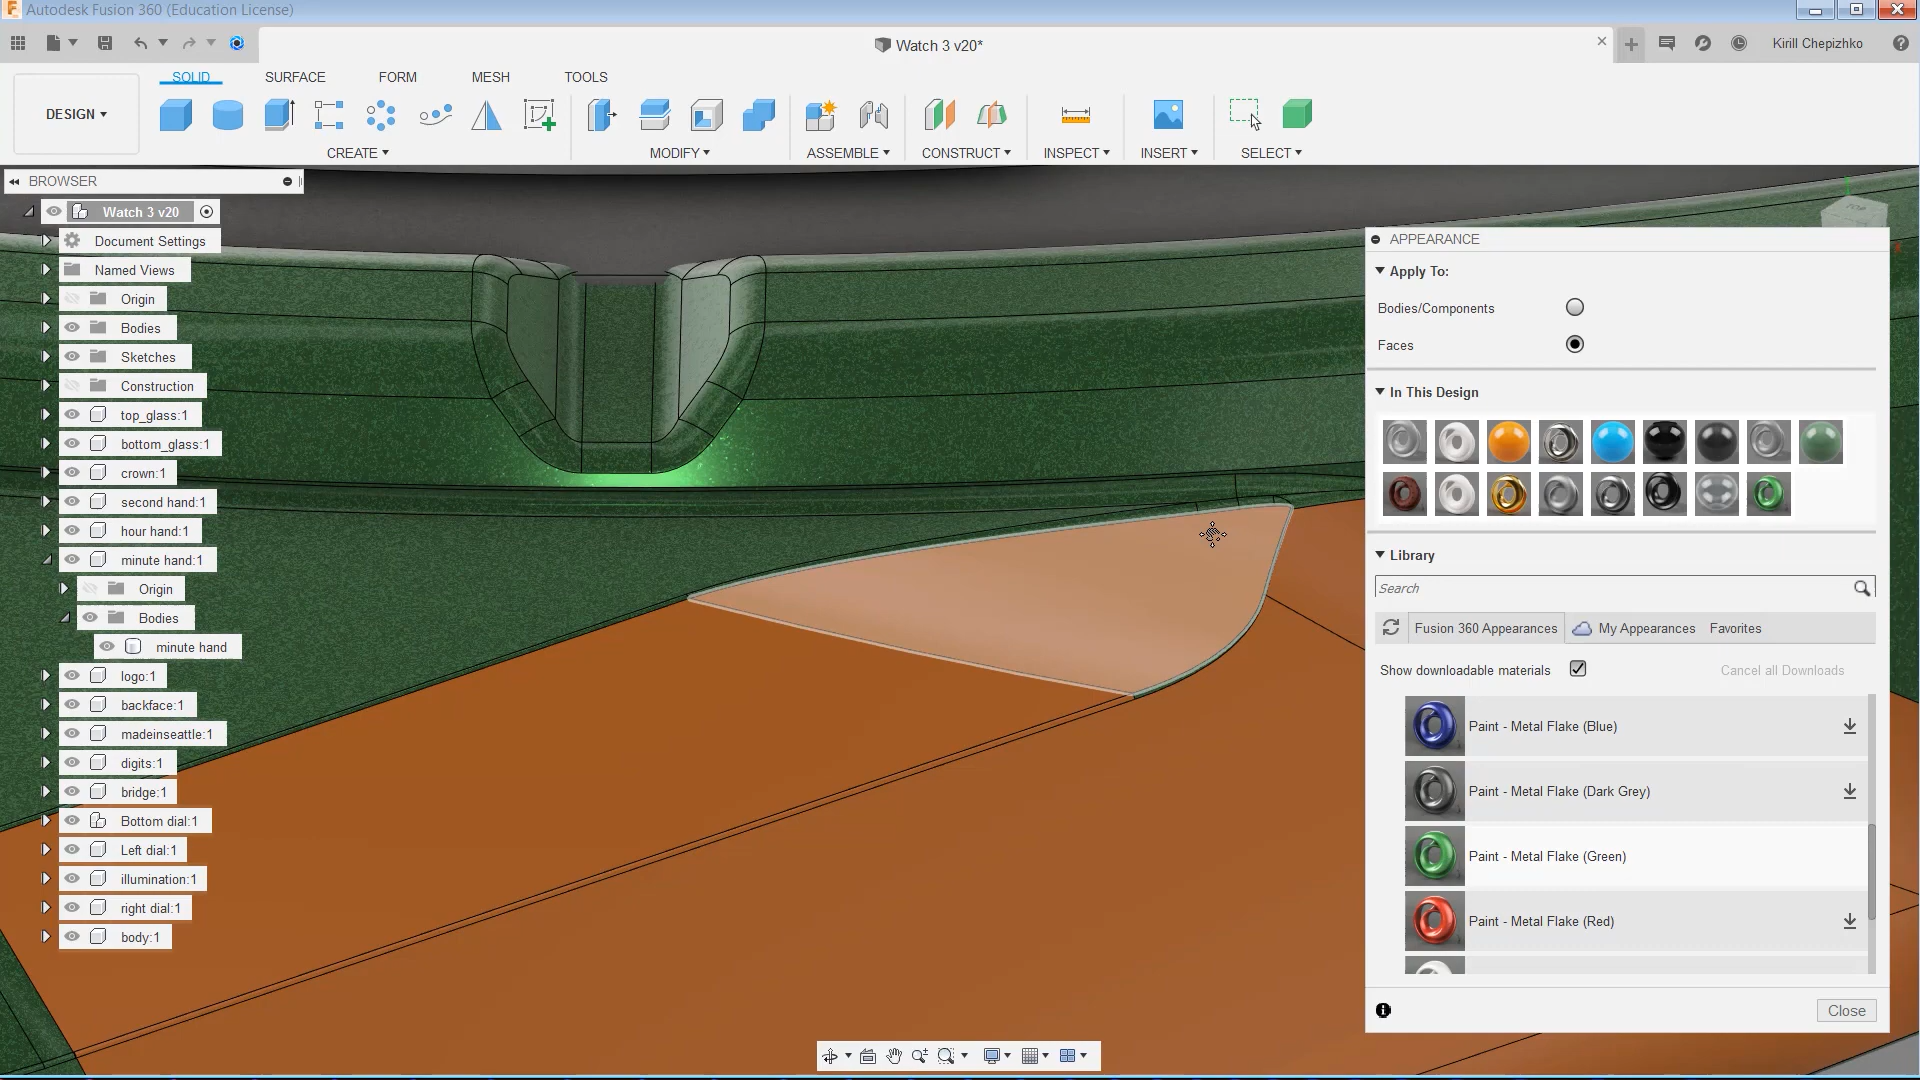 Autodesk Fusion 360 (Education License)
Watch 3 v20*
Kirill Chepizhko
DESIGN
SOLID
SURFACE
FORM
MESH
TOOLS
CREATE
MODIFY
ASSEMBLE
CONSTRUCT
INSPECT
INSERT
SELECT
BROWSER
Watch 3 v20
Document Settings
Named Views
Origin
Bodies
Sketches
Construction
top_glass:1
bottom_glass:1
crown:1
second hand:1
hour hand:1
minute hand:1
Origin
Bodies
minute hand
logo:1
backface:1
madeinseattle:1
digits:1
bridge:1
Bottom dial:1
Left dial:1
illumination:1
right dial:1
body:1
TOP
APPEARANCE
Apply To:
Bodies/Components
Faces
In This Design
Library
Search
Fusion 360 Appearances
My Appearances
Favorites
Show downloadable materials
Cancel all Downloads
Paint - Metal Flake (Blue)
Paint - Metal Flake (Dark Grey)
Paint - Metal Flake (Green)
Paint - Metal Flake (Red)
Close